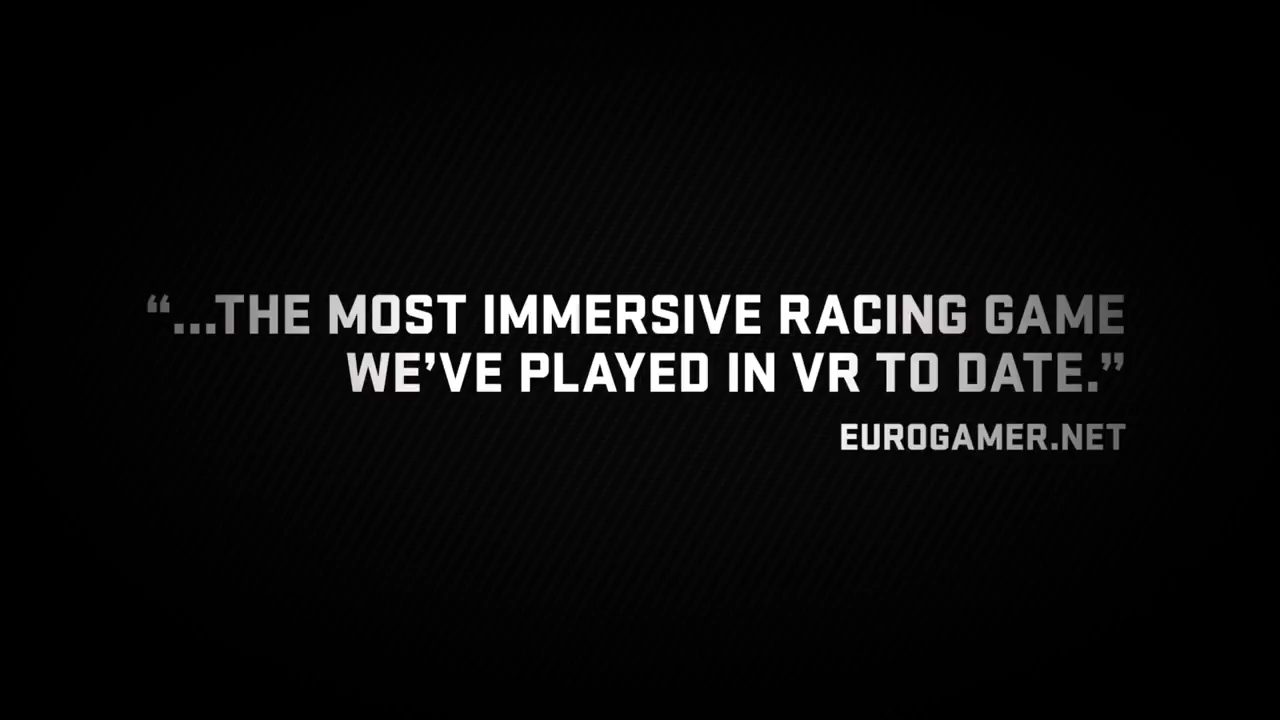 “...THE MOST IMMERSIVE RACING GAME
WE’VE PLAYED IN VR TO DATE.”
EUROGAMER.NET